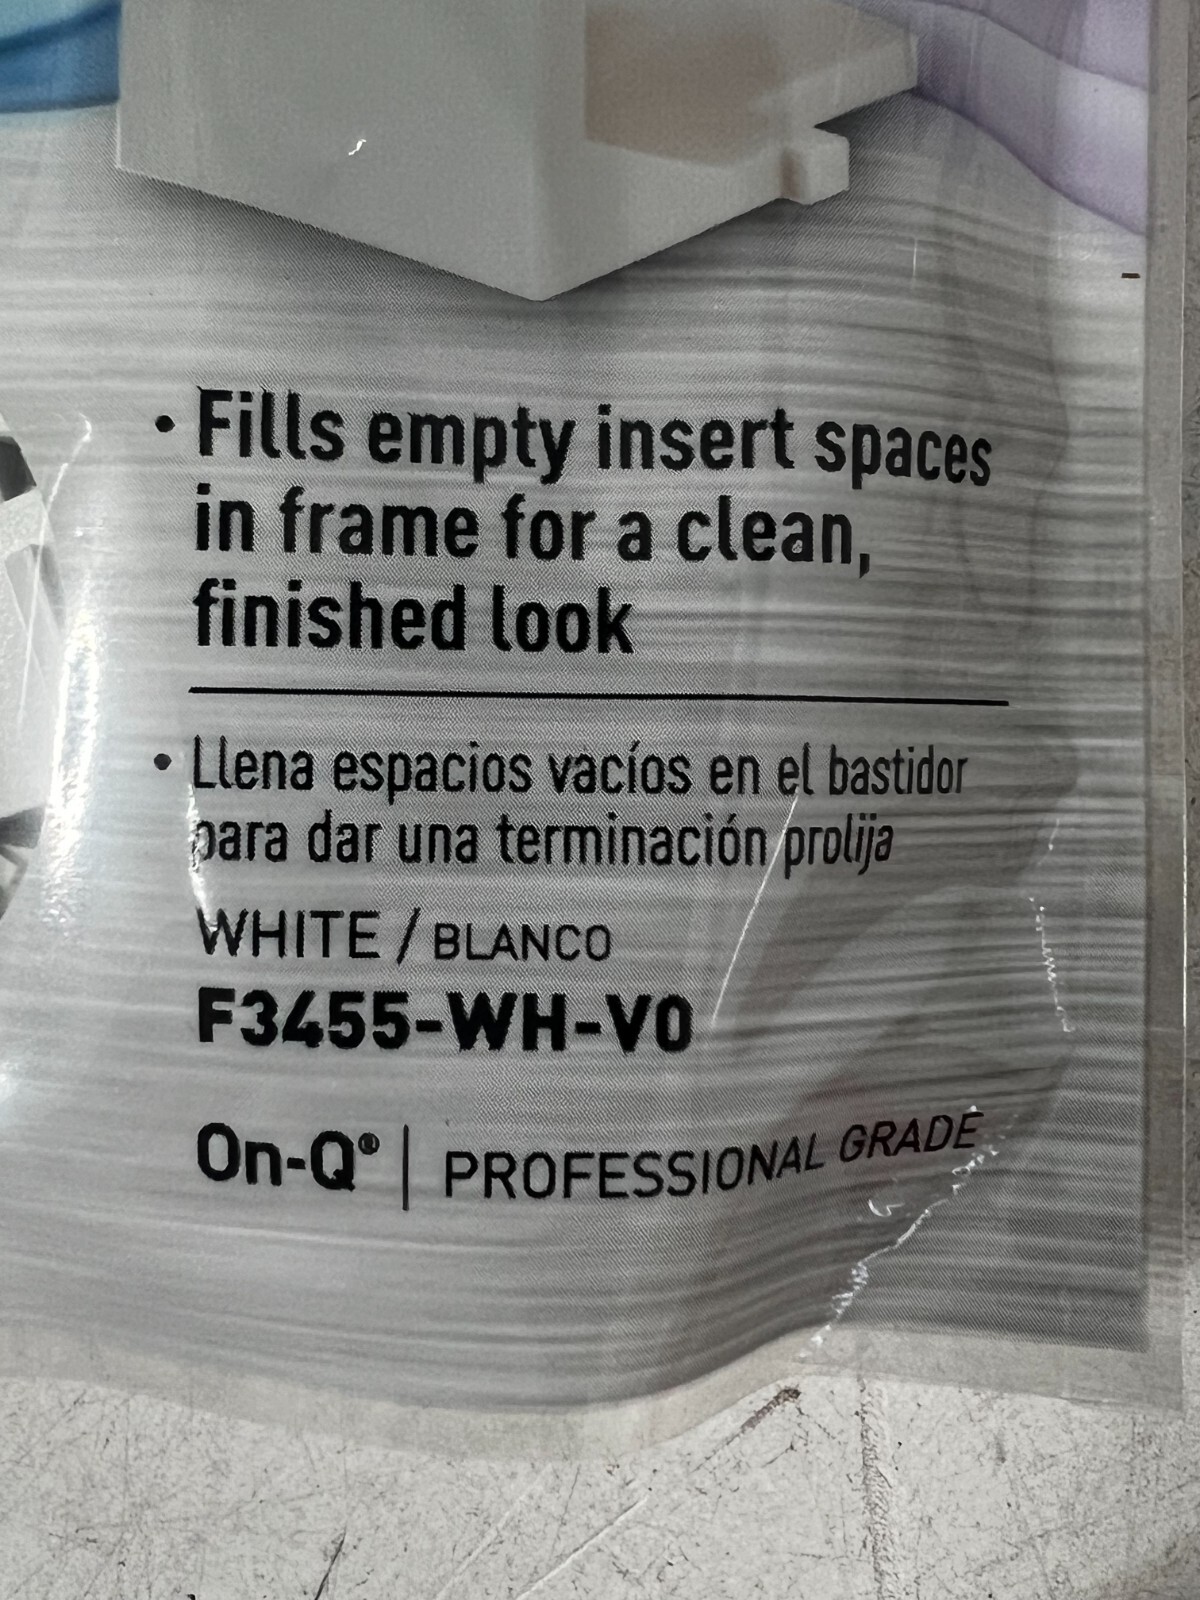 • Fills empty insert spaces
in frame for a clean,
finished look
• Llena espacios vacíos en el bastidor
para dar una terminación prolija
WHITE / BLANCO
F3455-WH-V0
On-Q® | PROFESSIONAL GRADE